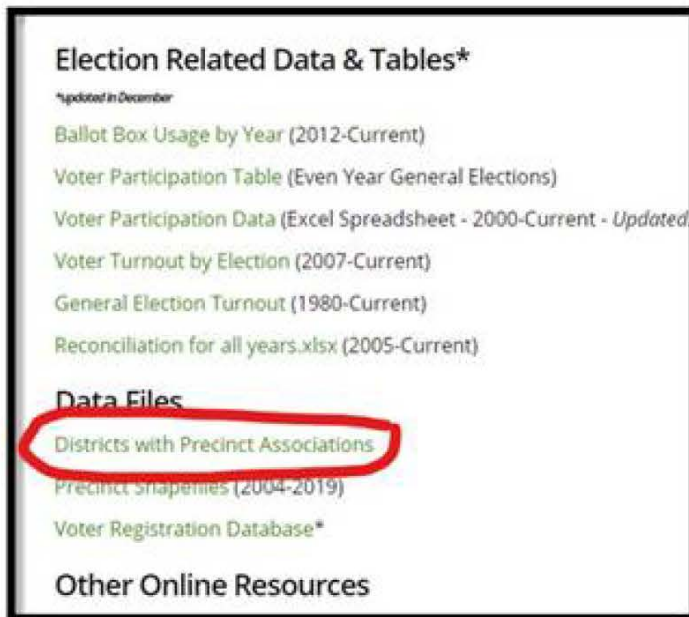 Election Related Data & Tables*
*updated in December
Ballot Box Usage by Year (2012-Current)
Voter Participation Table (Even Year General Elections)
Voter Participation Data (Excel Spreadsheet - 2000-Current - Updated
Voter Turnout by Election (2007-Current)
General Election Turnout (1980-Current)
Reconciliation for all years.xlsx (2005-Current)
Data Files
Districts with Precinct Associations
Precinct Shapefiles (2004-2019)
Voter Registration Database*
Other Online Resources